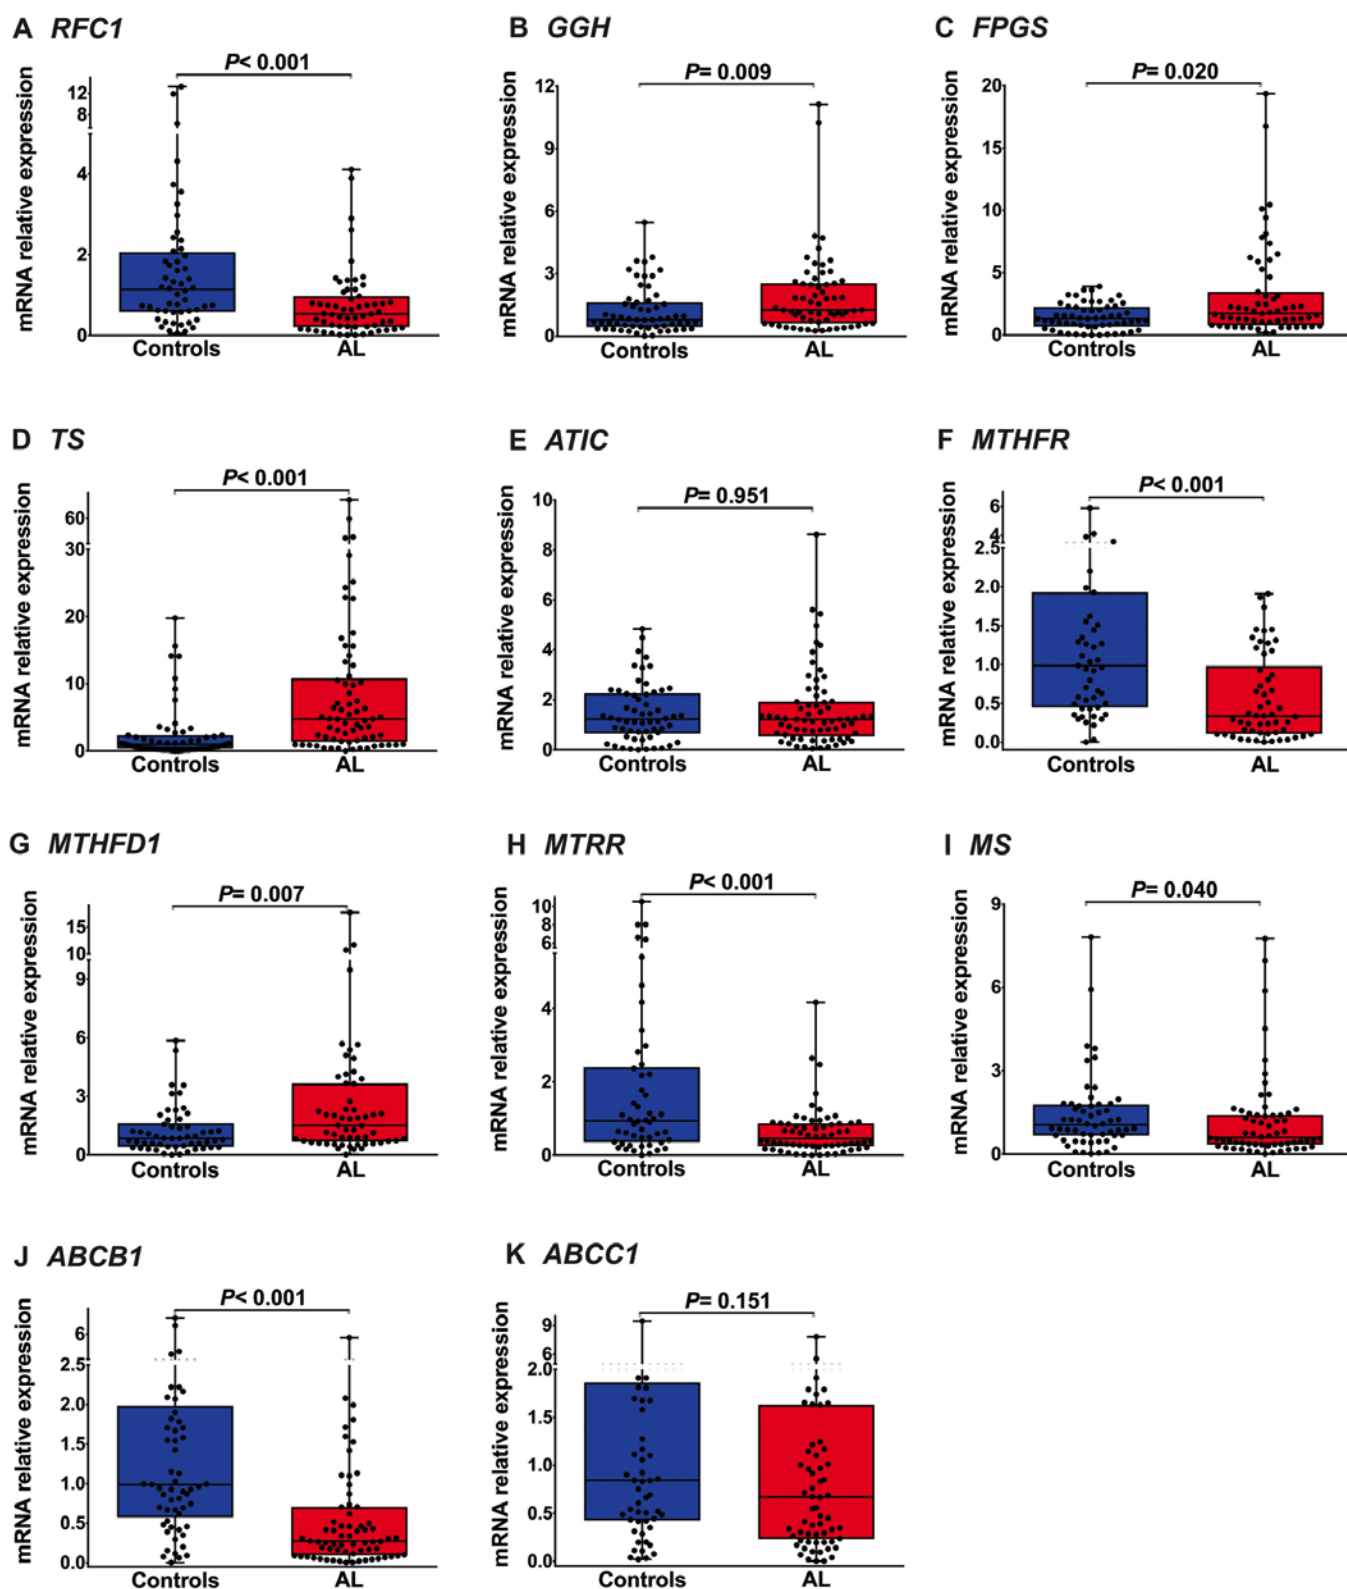 A RFC1
P< 0.001
mRNA relative expression
12
8
4
2
0
Controls AL
B GGH
P= 0.009
mRNA relative expression
12
9
6
3
0
Controls AL
C FPGS
P= 0.020
mRNA relative expression
20
15
10
5
0
Controls AL
D TS
P< 0.001
mRNA relative expression
60
30
20
10
0
Controls AL
E ATIC
P= 0.951
mRNA relative expression
10
8
6
4
2
0
Controls AL
F MTHFR
P< 0.001
mRNA relative expression
6
4
2.5
2.0
1.5
1.0
0.5
0.0
Controls AL
G MTHFD1
P= 0.007
mRNA relative expression
15
10
9
6
3
0
Controls AL
H MTRR
P< 0.001
mRNA relative expression
10
8
6
4
2
0
Controls AL
I MS
P= 0.040
mRNA relative expression
9
6
3
0
Controls AL
J ABCB1
P< 0.001
mRNA relative expression
6
2.5
2.0
1.5
1.0
0.5
0.0
Controls AL
K ABCC1
P= 0.151
mRNA relative expression
9
6
2.0
1.5
1.0
0.5
0.0
Controls AL